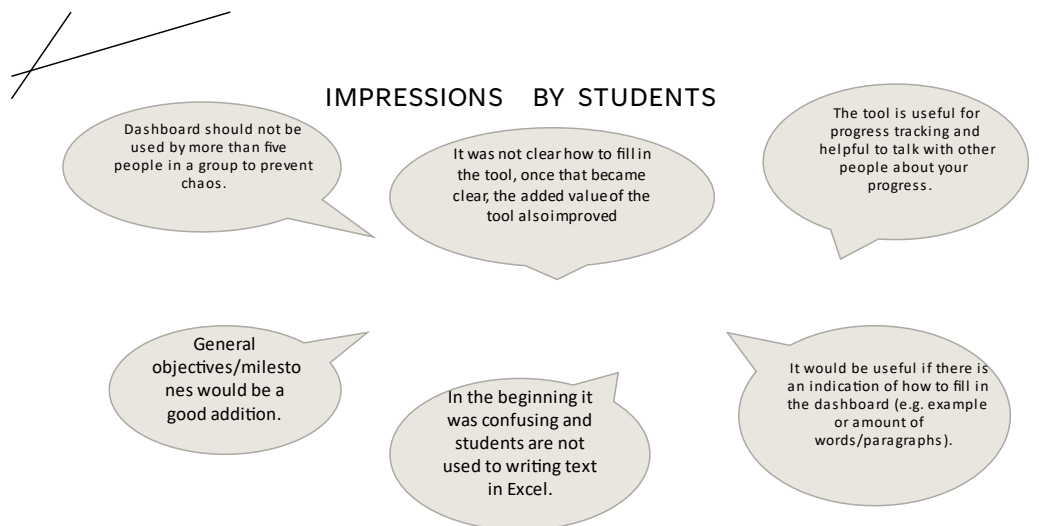 IMPRESSIONS BY STUDENTS
Dashboard should not be
used by more than five
people in a group to prevent
chaos.
It was not clear how to fill in
the tool, once that became
clear, the added value of the
tool also improved
The tool is useful for
progress tracking and
helpful to talk with other
people about your
progress.
General
objectives/milesto
nes would be a
good addition.
In the beginning it
was confusing and
students are not
used to writing text
in Excel.
It would be useful if there is
an indication of how to fill in
the dashboard (e.g. example
or amount of
words/paragraphs).